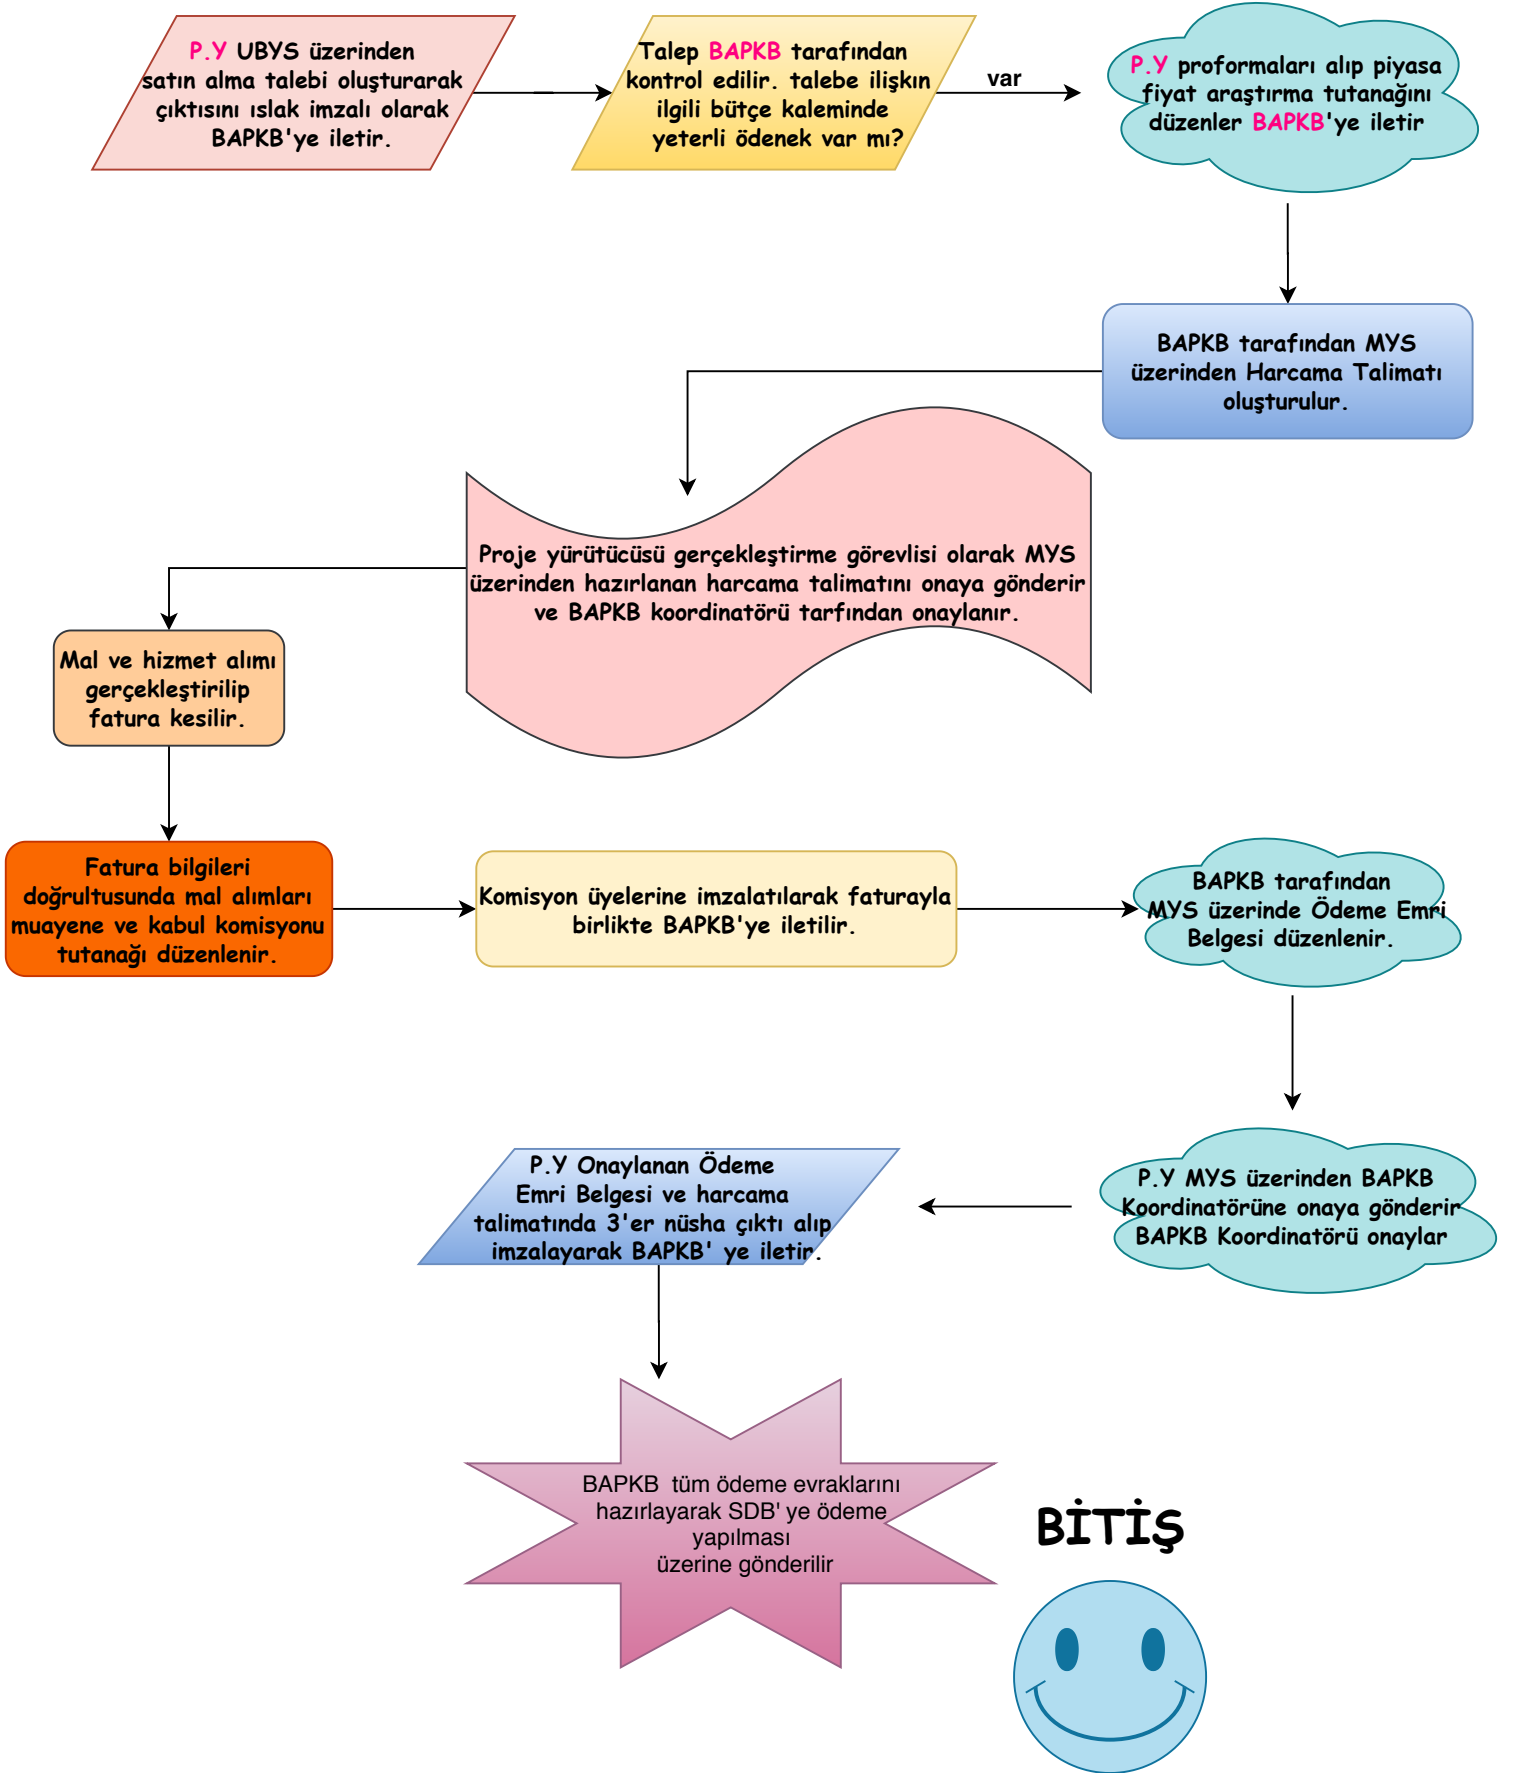 P.Y UBYS üzerinden
satın alma talebi oluşturarak
çıktısını ıslak imzalı olarak
BAPKB'ye iletir.
Talep BAPKB tarafından
kontrol edilir. talebe ilişkın
ilgili bütçe kaleminde
yeterli ödenek var mı?
var
P.Y proformaları alıp piyasa
fiyat araştırma tutanağını
düzenler BAPKB'ye iletir
BAPKB tarafından MYS
üzerinden Harcama Talimatı
oluşturulur.
Proje yürütücüsü gerçekleştirme görevlisi olarak MYS
üzerinden hazırlanan harcama talimatını onaya gönderir
ve BAPKB koordinatörü tarfından onaylanır.
Mal ve hizmet alımı
gerçekleştirilip
fatura kesilir.
Fatura bilgileri
doğrultusunda mal alımları
muayene ve kabul komisyonu
tutanağı düzenlenir.
Komisyon üyelerine imzalatılarak faturayla
birlikte BAPKB'ye iletilir.
BAPKB tarafından
MYS üzerinde Ödeme Emri
Belgesi düzenlenir.
P.Y MYS üzerinden BAPKB
Koordinatörüne onaya gönderir
BAPKB Koordinatörü onaylar
P.Y Onaylanan Ödeme
Emri Belgesi ve harcama
talimatında 3'er nüsha çıktı alıp
imzalayarak BAPKB' ye iletir.
BAPKB  tüm ödeme evraklarını
hazırlayarak SDB' ye ödeme
yapılması
üzerine gönderilir
BİTİŞ